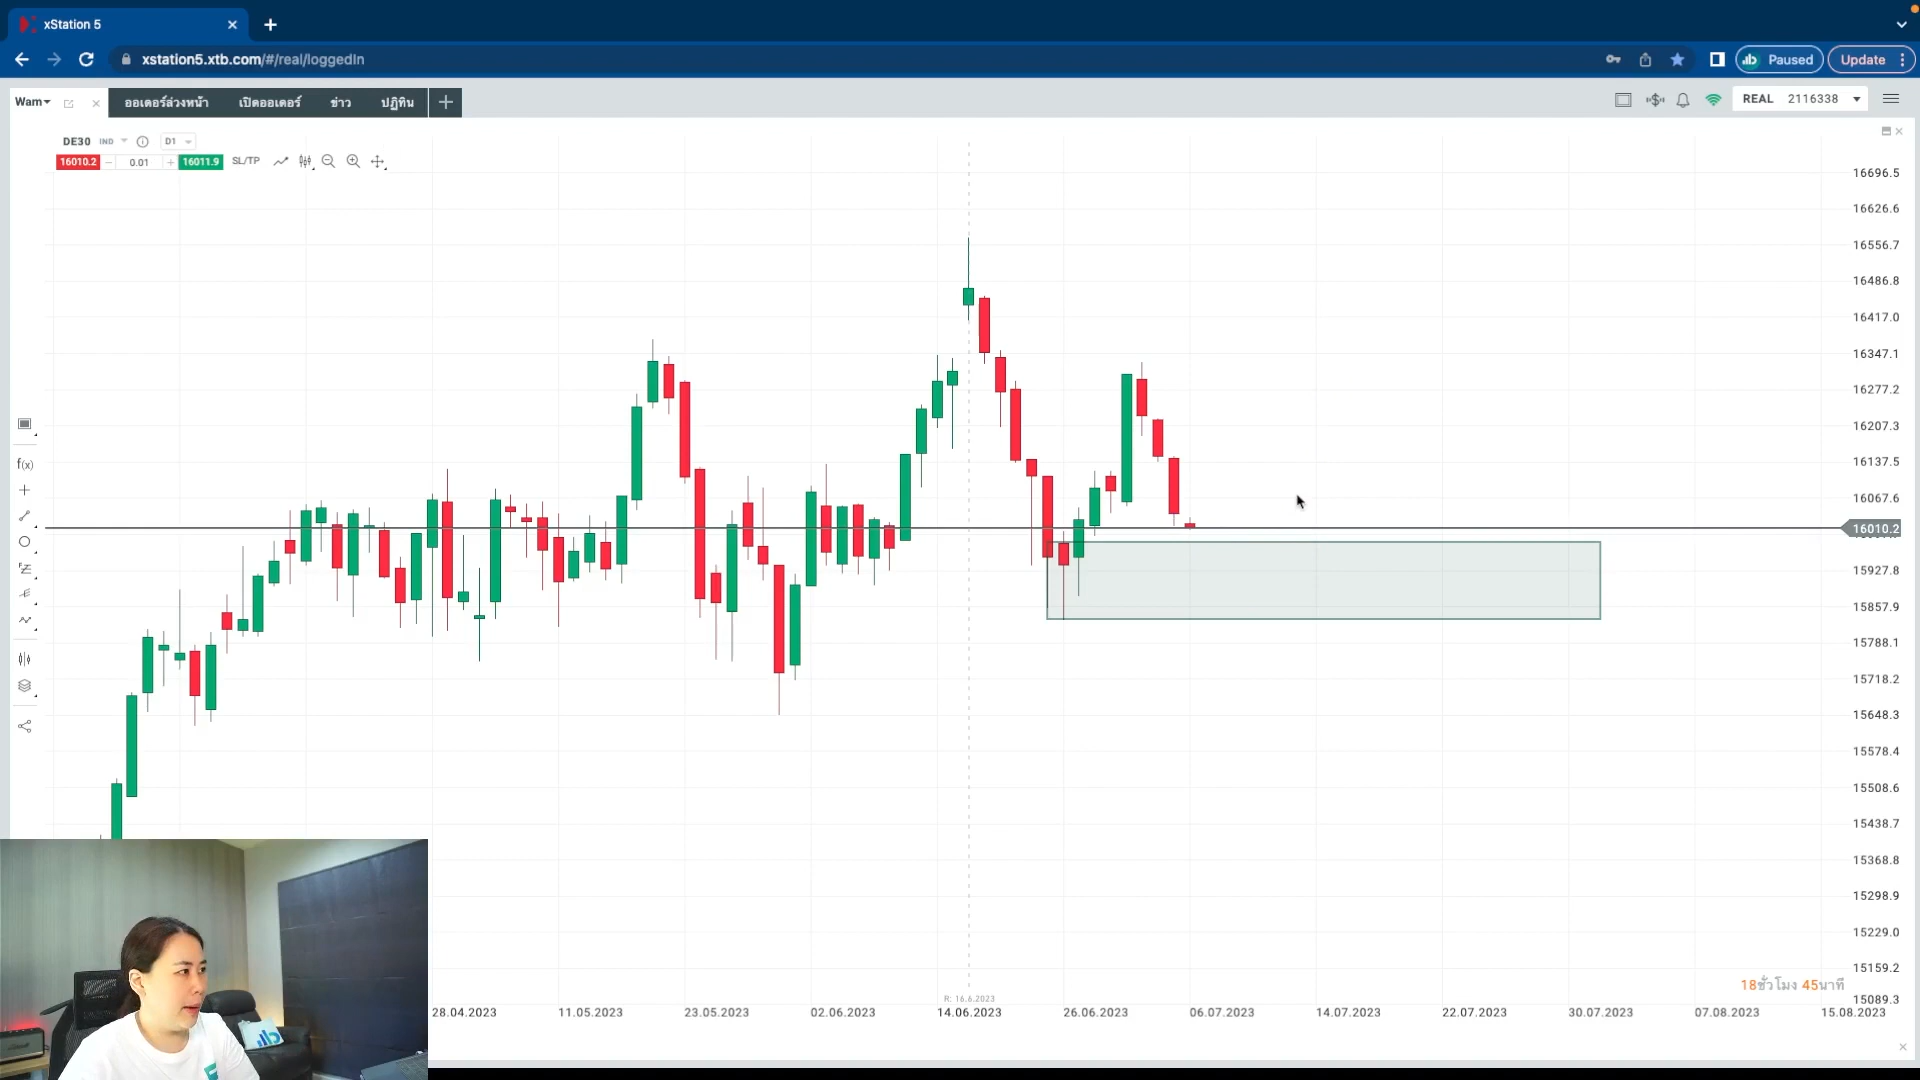 xStation 5
xstation5.xtb.com/#/real/loggedIn
Paused
Update
Wam
ออเดอร์ล่วงหน้า
เปิดออเดอร์
ข่าว
ปฏิทิน
REAL 2116338
DE30 IND D1
16010.2 0.01 16011.9 SL/TP
f(x)
16696.5
16626.6
16556.7
16486.8
16417.0
16347.1
16277.2
16207.3
16137.5
16067.6
16010.2
15927.8
15857.9
15788.1
15718.2
15648.3
15578.4
15508.6
15438.7
15368.8
15298.9
15229.0
15159.2
15089.3
18ชั่วโมง 45นาที
R: 16.6.2023
28.04.2023 11.05.2023 23.05.2023 02.06.2023 14.06.2023 26.06.2023 06.07.2023 14.07.2023 22.07.2023 30.07.2023 07.08.2023 15.08.2023